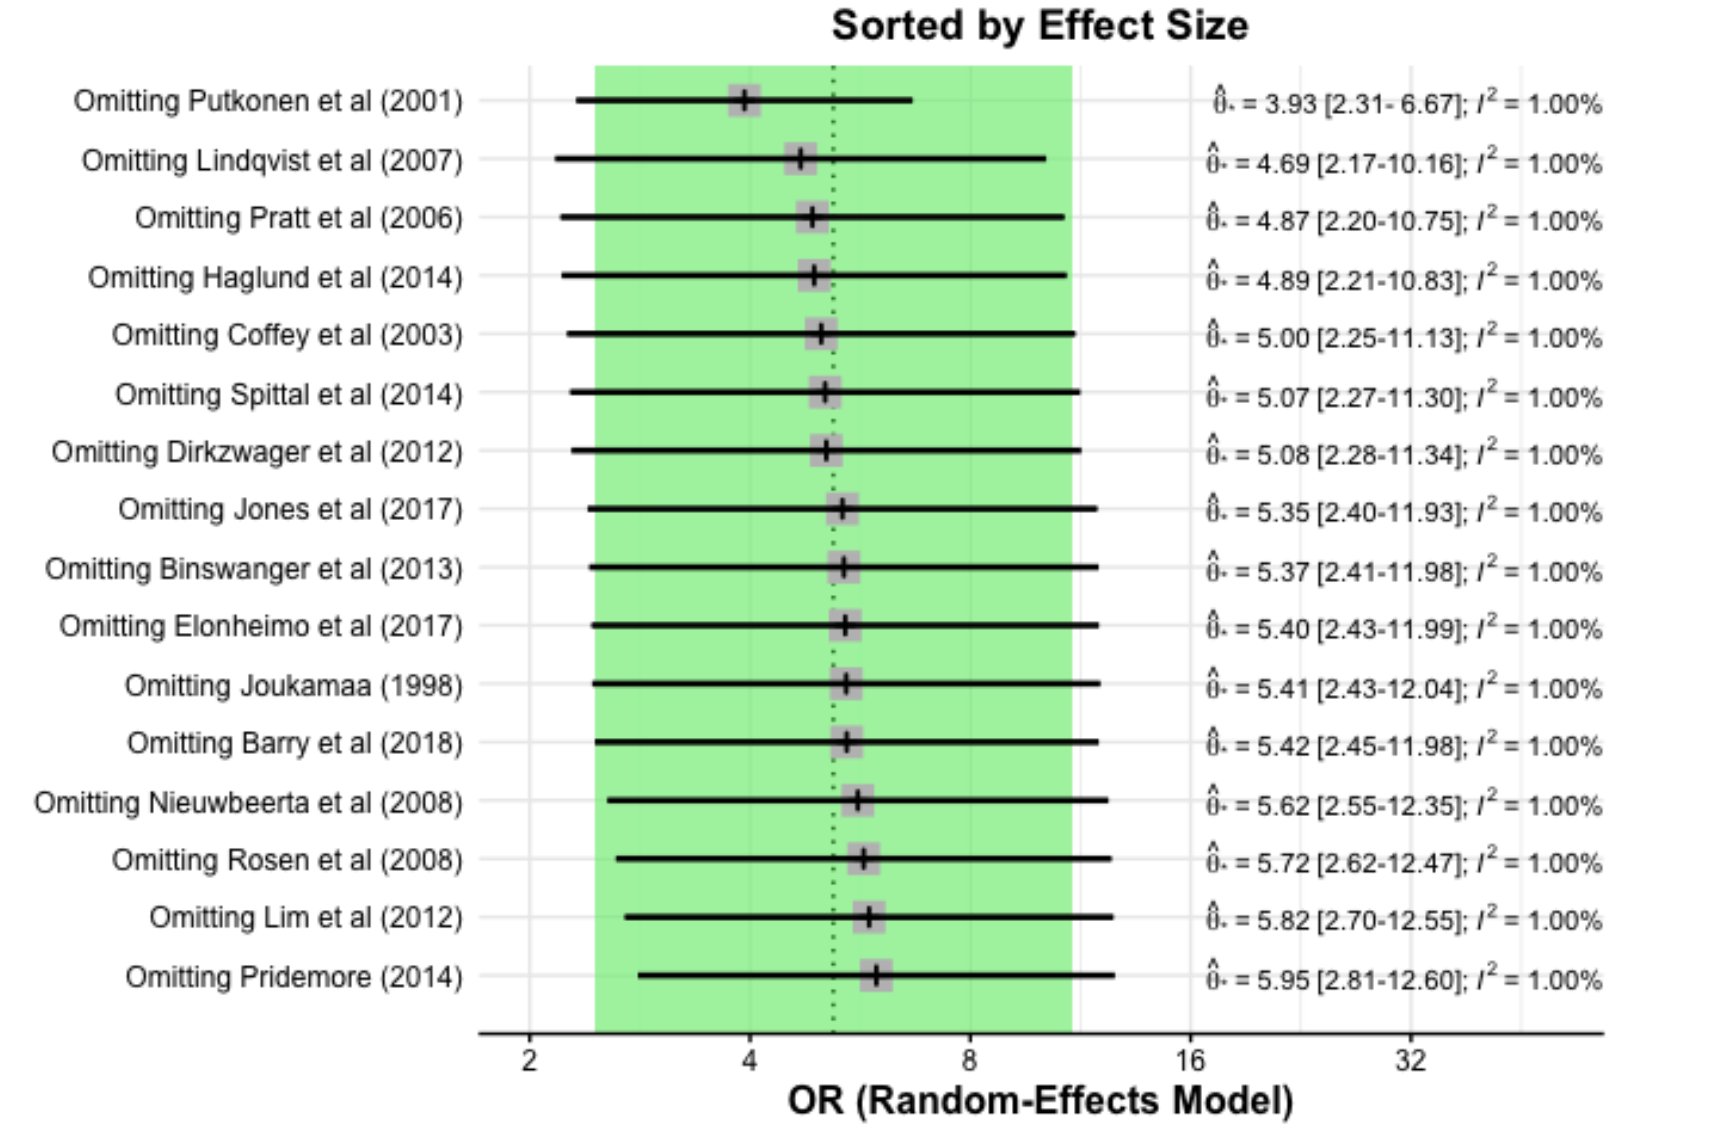 Sorted by Effect Size
Omitting Putkonen et al (2001) θ̂* = 3.93 [2.31- 6.67]; I² = 1.00%
Omitting Lindqvist et al (2007) θ̂* = 4.69 [2.17-10.16]; I² = 1.00%
Omitting Pratt et al (2006) θ̂* = 4.87 [2.20-10.75]; I² = 1.00%
Omitting Haglund et al (2014) θ̂* = 4.89 [2.21-10.83]; I² = 1.00%
Omitting Coffey et al (2003) θ̂* = 5.00 [2.25-11.13]; I² = 1.00%
Omitting Spittal et al (2014) θ̂* = 5.07 [2.27-11.30]; I² = 1.00%
Omitting Dirkzwager et al (2012) θ̂* = 5.08 [2.28-11.34]; I² = 1.00%
Omitting Jones et al (2017) θ̂* = 5.35 [2.40-11.93]; I² = 1.00%
Omitting Binswanger et al (2013) θ̂* = 5.37 [2.41-11.98]; I² = 1.00%
Omitting Elonheimo et al (2017) θ̂* = 5.40 [2.43-11.99]; I² = 1.00%
Omitting Joukamaa (1998) θ̂* = 5.41 [2.43-12.04]; I² = 1.00%
Omitting Barry et al (2018) θ̂* = 5.42 [2.45-11.98]; I² = 1.00%
Omitting Nieuwbeerta et al (2008) θ̂* = 5.62 [2.55-12.35]; I² = 1.00%
Omitting Rosen et al (2008) θ̂* = 5.72 [2.62-12.47]; I² = 1.00%
Omitting Lim et al (2012) θ̂* = 5.82 [2.70-12.55]; I² = 1.00%
Omitting Pridemore (2014) θ̂* = 5.95 [2.81-12.60]; I² = 1.00%
2 4 8 16 32
OR (Random-Effects Model)